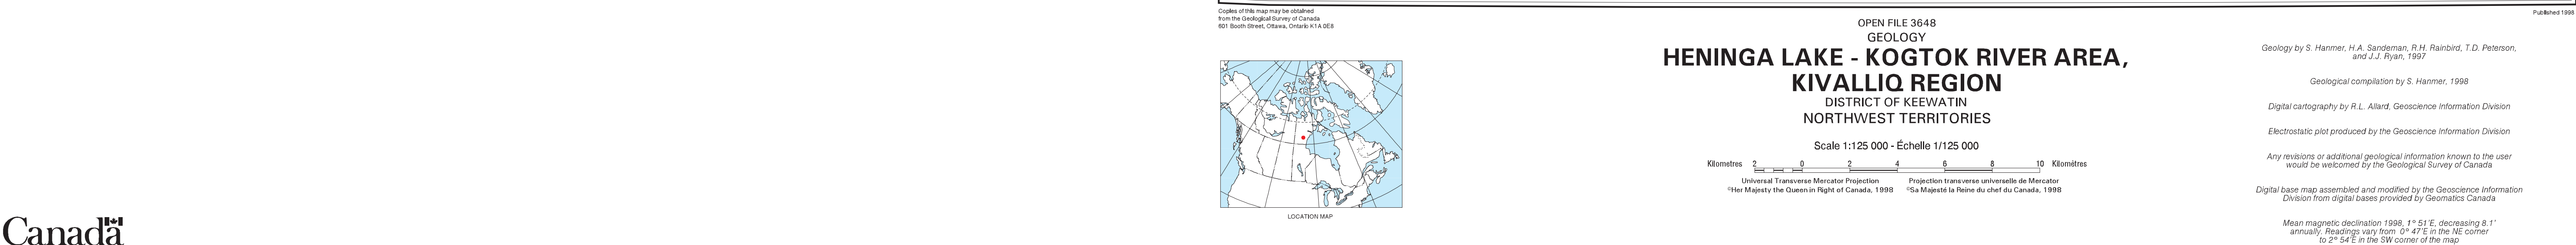 Copies of this map may be obtained
from the Geological Survey of Canada
601 Booth Street, Ottawa, Ontario K1A 0E8
LOCATION MAP
OPEN FILE 3648
GEOLOGY
HENINGA LAKE - KOGTOK RIVER AREA,
KIVALLIQ REGION
DISTRICT OF KEEWATIN
NORTHWEST TERRITORIES
Scale 1:125 000 - Échelle 1/125 000
Kilometres 2 0 2 4 6 8 10 Kilomètres
Universal Transverse Mercator Projection Projection transverse universelle de Mercator
©Her Majesty the Queen in Right of Canada, 1998 ©Sa Majesté la Reine du chef du Canada, 1998
Published 1998
Geology by S. Hanmer, H.A. Sandeman, R.H. Rainbird, T.D. Peterson,
and J.J. Ryan, 1997
Geological compilation by S. Hanmer, 1998
Digital cartography by R.L. Allard, Geoscience Information Division
Electrostatic plot produced by the Geoscience Information Division
Any revisions or additional geological information known to the user
would be welcomed by the Geological Survey of Canada
Digital base map assembled and modified by the Geoscience Information
Division from digital bases provided by Geomatics Canada
Mean magnetic declination 1998, 1° 51'E, decreasing 8.1'
annually. Readings vary from 0° 47'E in the NE corner
to 2° 54'E in the SW corner of the map
Canada